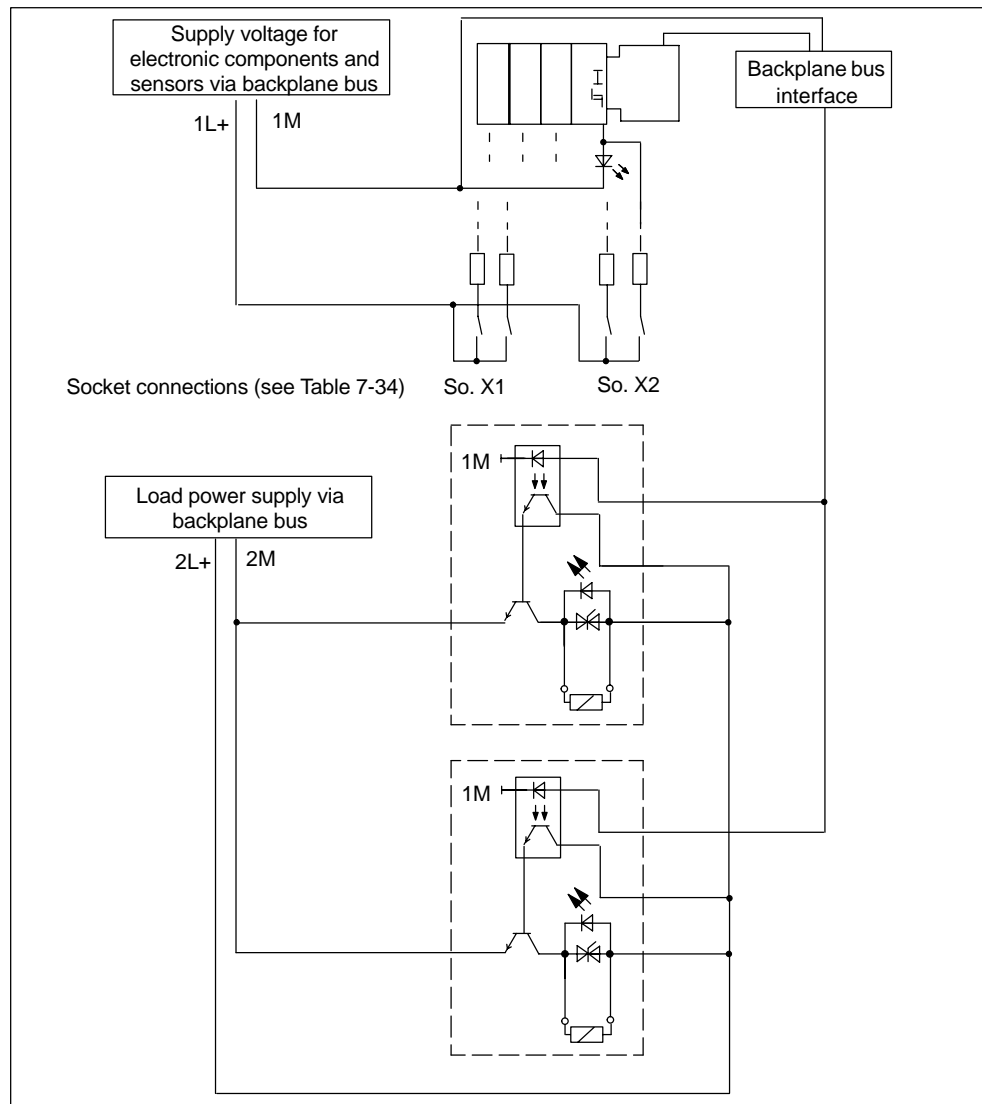 Supply voltage for
electronic components and
sensors via backplane bus
Backplane bus
interface
1L+
1M
Socket connections (see Table 7-34)
So. X1
So. X2
1M
Load power supply via
backplane bus
2L+
2M
1M